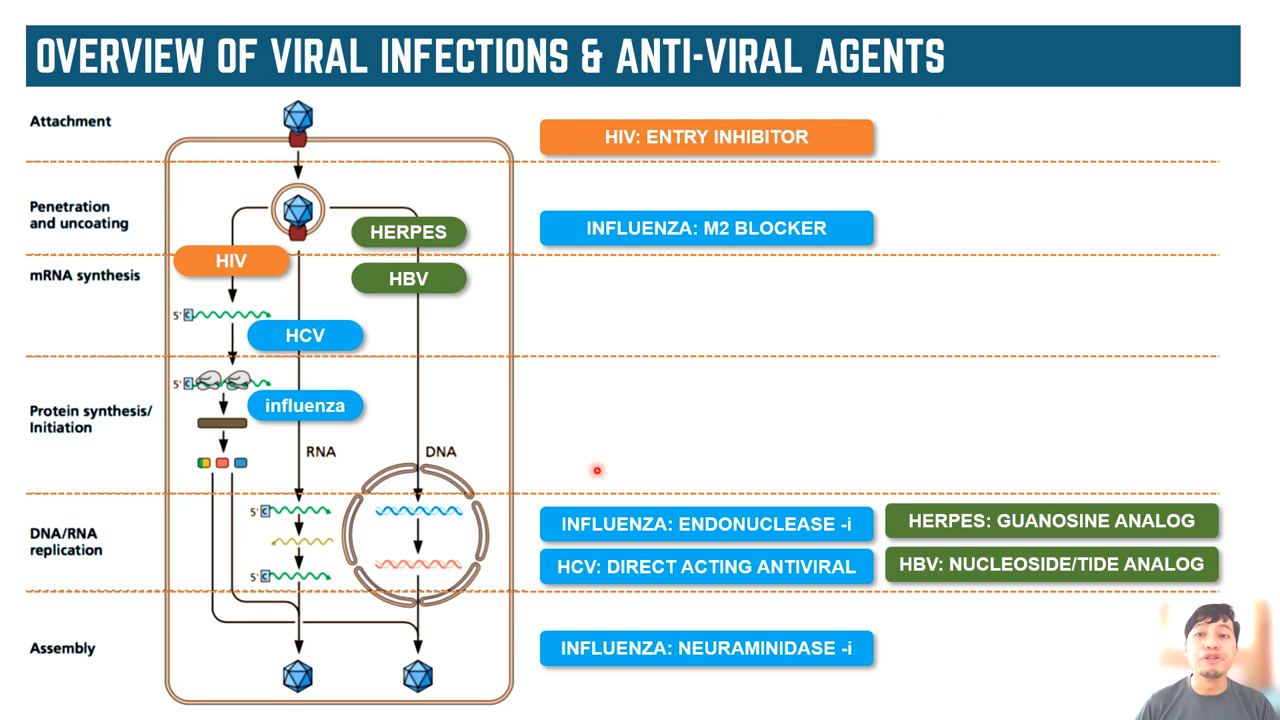 OVERVIEW OF VIRAL INFECTIONS & ANTI-VIRAL AGENTS
Attachment
HIV: ENTRY INHIBITOR
Penetration
and uncoating
HERPES
INFLUENZA: M2 BLOCKER
HIV
HBV
mRNA synthesis
5' C
HCV
5' C
influenza
Protein synthesis/
Initiation
RNA
DNA
5' C
DNA/RNA
replication
5' C
INFLUENZA: ENDONUCLEASE -i
HERPES: GUANOSINE ANALOG
HCV: DIRECT ACTING ANTIVIRAL
HBV: NUCLEOSIDE/TIDE ANALOG
Assembly
INFLUENZA: NEURAMINIDASE -i